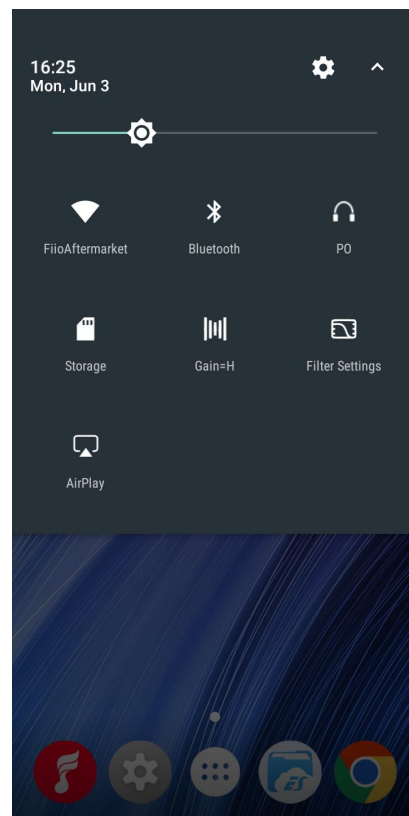 16:25
Mon, Jun 3
FiioAftermarket
Bluetooth
PO
Storage
Gain=H
Filter Settings
AirPlay